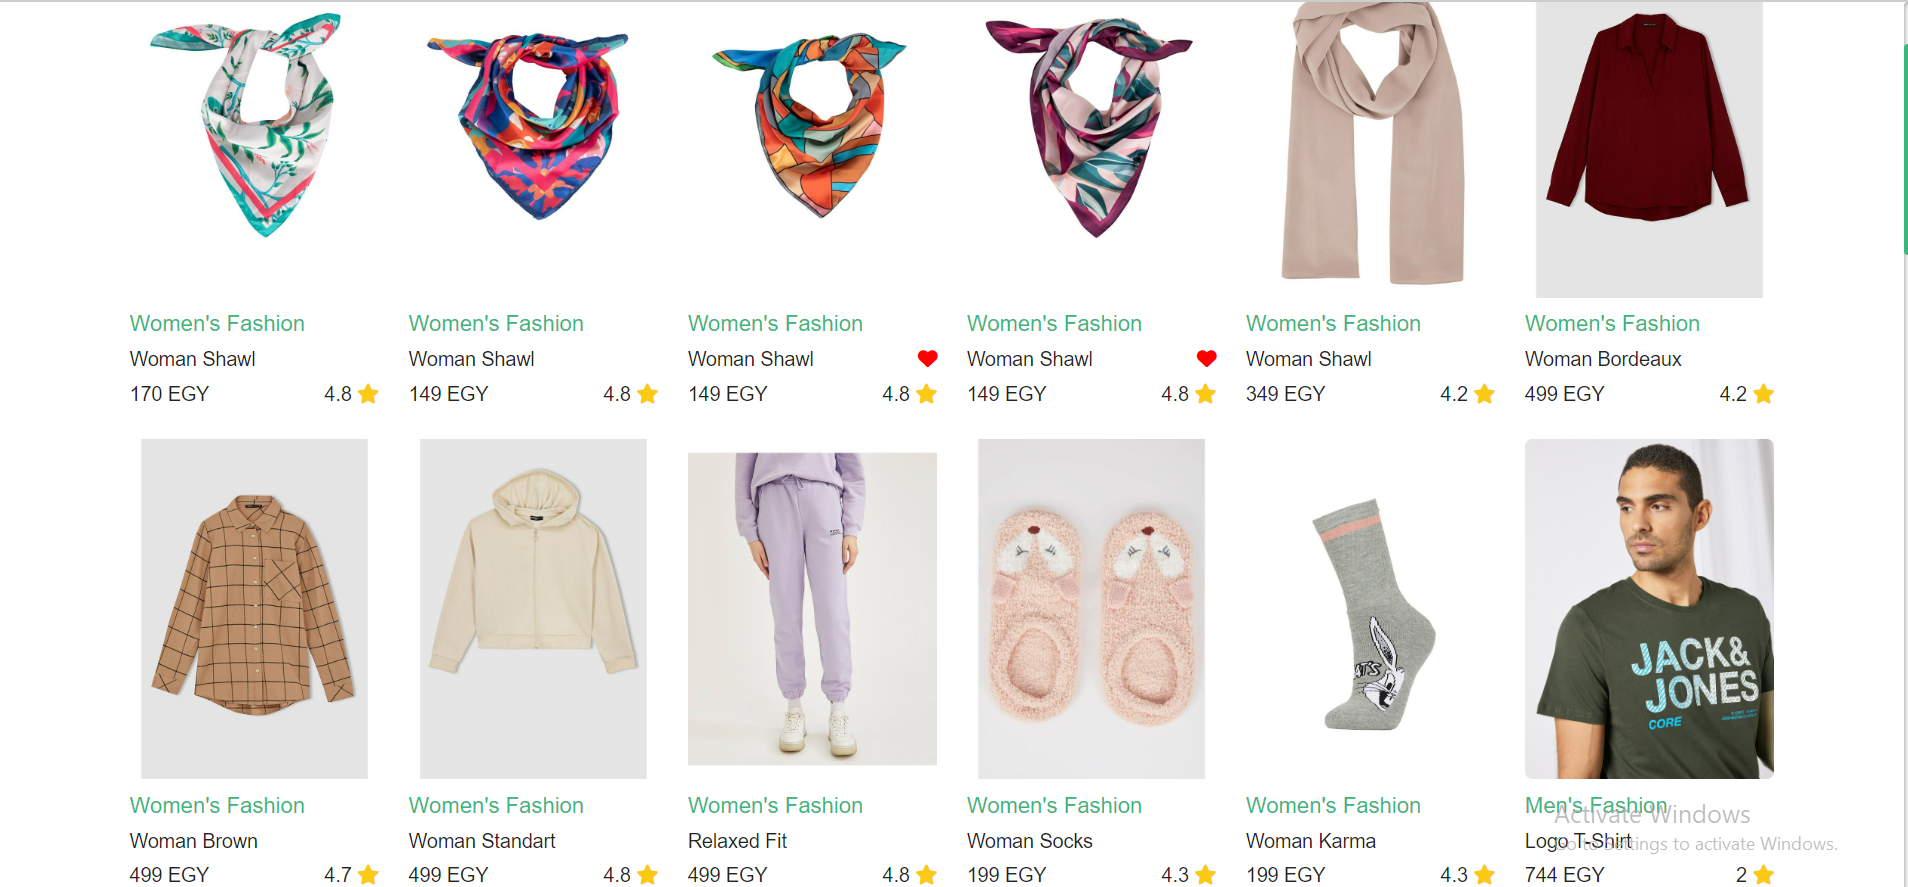 Women's Fashion
Woman Shawl
170 EGY 4.8
Women's Fashion
Woman Shawl
149 EGY 4.8
Women's Fashion
Woman Shawl
149 EGY 4.8
Women's Fashion
Woman Shawl
149 EGY 4.8
Women's Fashion
Woman Shawl
349 EGY 4.2
Women's Fashion
Woman Bordeaux
499 EGY 4.2
JACK&
JONES
CORE
Women's Fashion
Woman Brown
499 EGY 4.7
Women's Fashion
Woman Standart
499 EGY 4.8
Women's Fashion
Relaxed Fit
499 EGY 4.8
Women's Fashion
Woman Socks
199 EGY 4.3
Women's Fashion
Woman Karma
199 EGY 4.3
Men's Fashion
Logo T-Shirt
744 EGY 2
Activate Windows
Go to Settings to activate Windows.